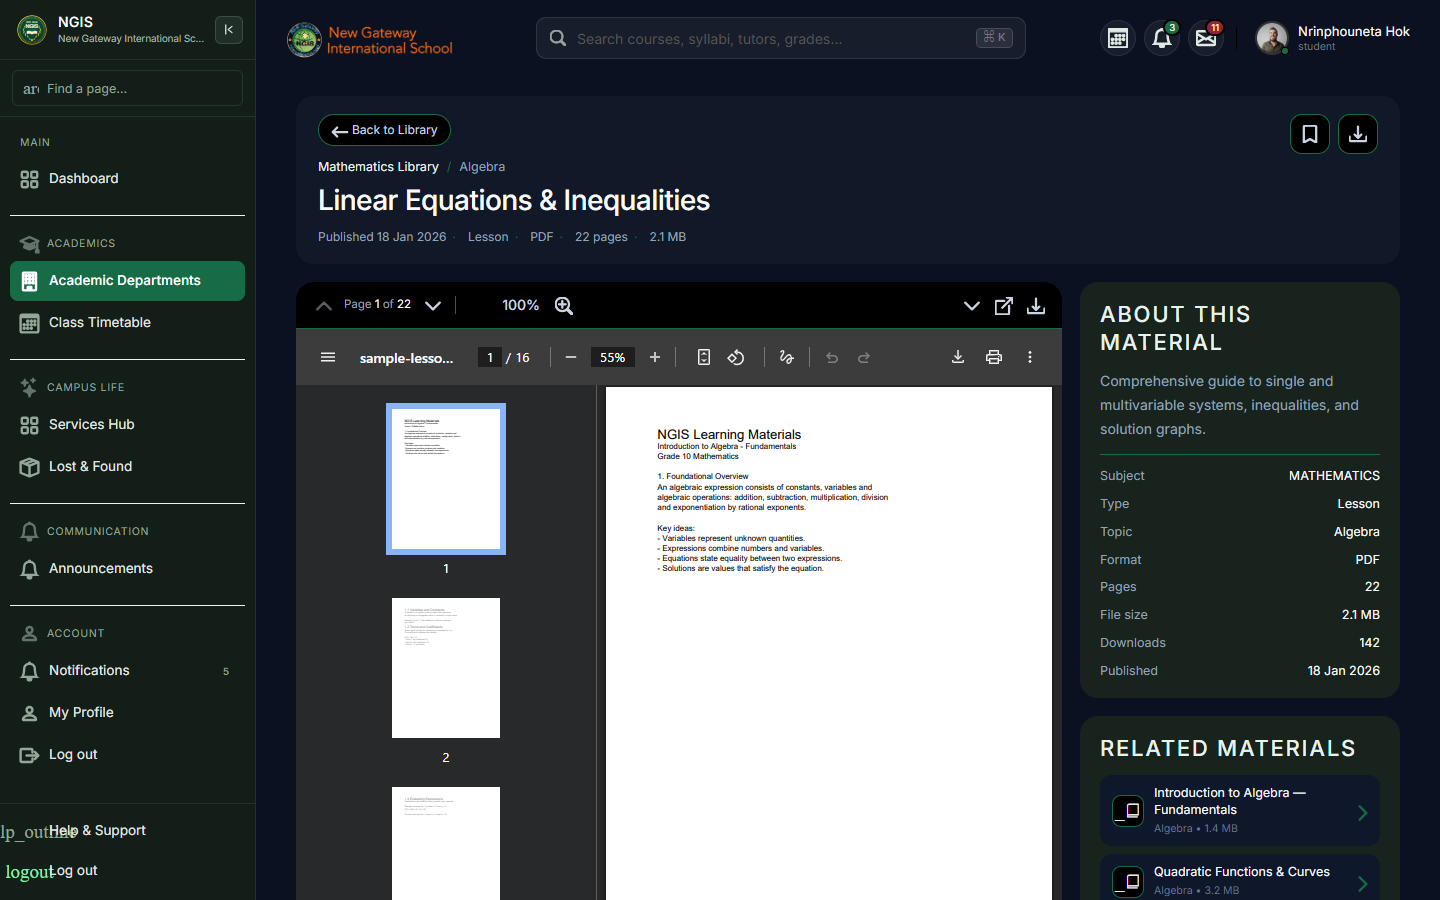 NGIS
New Gateway International Sc...
Find a page...
MAIN
Dashboard
ACADEMICS
Academic Departments
Class Timetable
CAMPUS LIFE
Services Hub
Lost & Found
COMMUNICATION
Announcements
ACCOUNT
Notifications 5
My Profile
Log out
Help & Support
logout Log out
New Gateway
International School
Search courses, syllabi, tutors, grades...
⌘ K
3
11
Nrinphouneta Hok
student
Back to Library
Mathematics Library / Algebra
Linear Equations & Inequalities
Published 18 Jan 2026 · Lesson · PDF · 22 pages · 2.1 MB
Page 1 of 22
100%
sample-lesso...
1 / 16
55%
1
2
NGIS Learning Materials
Introduction to Algebra - Fundamentals
Grade 10 Mathematics
1. Foundational Overview
An algebraic expression consists of constants, variables and
algebraic operations: addition, subtraction, multiplication, division
and exponentiation by rational exponents.
Key ideas:
- Variables represent unknown quantities.
- Expressions combine numbers and variables.
- Equations state equality between two expressions.
- Solutions are values that satisfy the equation.
ABOUT THIS
MATERIAL
Comprehensive guide to single and
multivariable systems, inequalities, and
solution graphs.
Subject MATHEMATICS
Type Lesson
Topic Algebra
Format PDF
Pages 22
File size 2.1 MB
Downloads 142
Published 18 Jan 2026
RELATED MATERIALS
Introduction to Algebra —
Fundamentals
Algebra • 1.4 MB
Quadratic Functions & Curves
Algebra • 3.2 MB